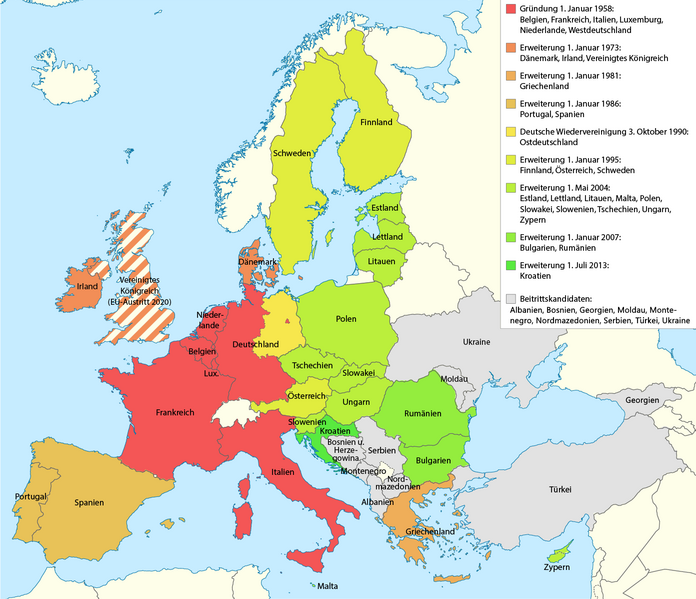 Gründung 1. Januar 1958:
Belgien, Frankreich, Italien, Luxemburg,
Niederlande, Westdeutschland
Erweiterung 1. Januar 1973:
Dänemark, Irland, Vereinigtes Königreich
Erweiterung 1. Januar 1981:
Griechenland
Erweiterung 1. Januar 1986:
Portugal, Spanien
Deutsche Wiedervereinigung 3. Oktober 1990:
Ostdeutschland
Erweiterung 1. Januar 1995:
Finnland, Österreich, Schweden
Erweiterung 1. Mai 2004:
Estland, Lettland, Litauen, Malta, Polen,
Slowakei, Slowenien, Tschechien, Ungarn,
Zypern
Erweiterung 1. Januar 2007:
Bulgarien, Rumänien
Erweiterung 1. Juli 2013:
Kroatien
Beitrittskandidaten:
Albanien, Bosnien, Georgien, Moldau, Monte-
negro, Nordmazedonien, Serbien, Türkei, Ukraine
Finnland
Schweden
Estland
Lettland
Litauen
Dänemark
Irland
Vereinigtes
Königreich
(EU-Austritt 2020)
Nieder-
lande
Polen
Deutschland
Ukraine
Belgien
Lux.
Tschechien
Slowakei
Moldau
Österreich
Ungarn
Georgien
Frankreich
Rumänien
Slowenien
Kroatien
Bosnien u.
Herze-
gowina
Serbien
Bulgarien
Italien
Montenegro
Nord-
mazedonien
Türkei
Portugal
Spanien
Albanien
Griechenland
Zypern
Malta